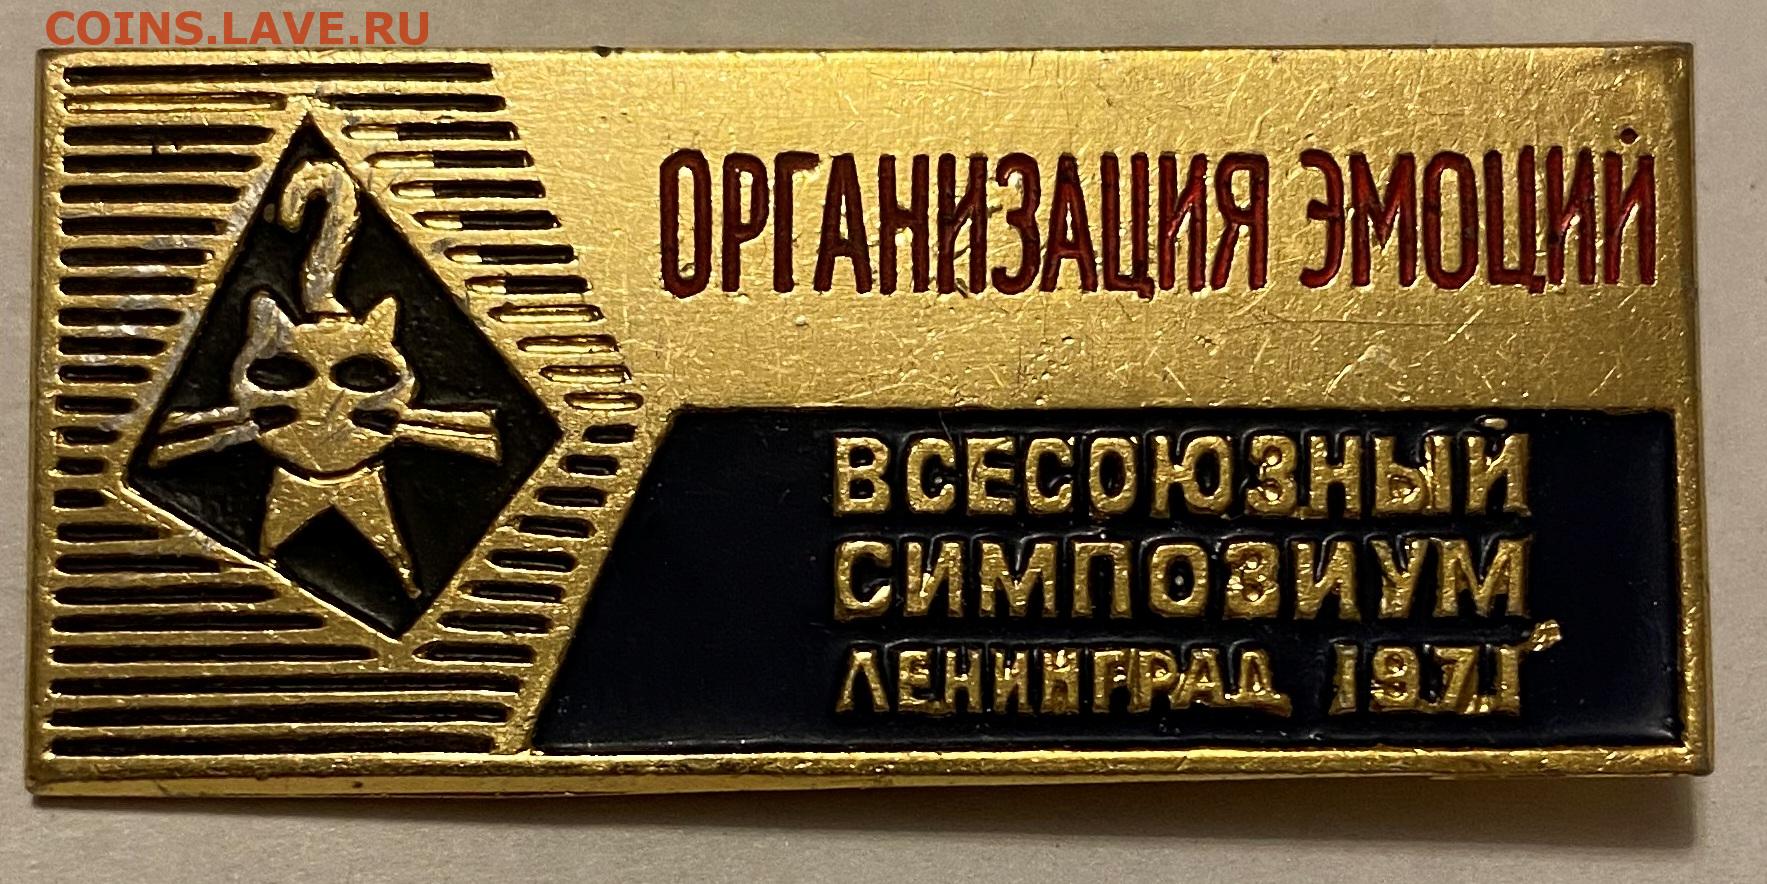 COINS.LAVE.RU
ОРГАНИЗАЦИЯ ЭМОЦИЙ
ВСЕСОЮЗНЫЙ
СИМПОЗИУМ
ЛЕНИНГРАД 1971